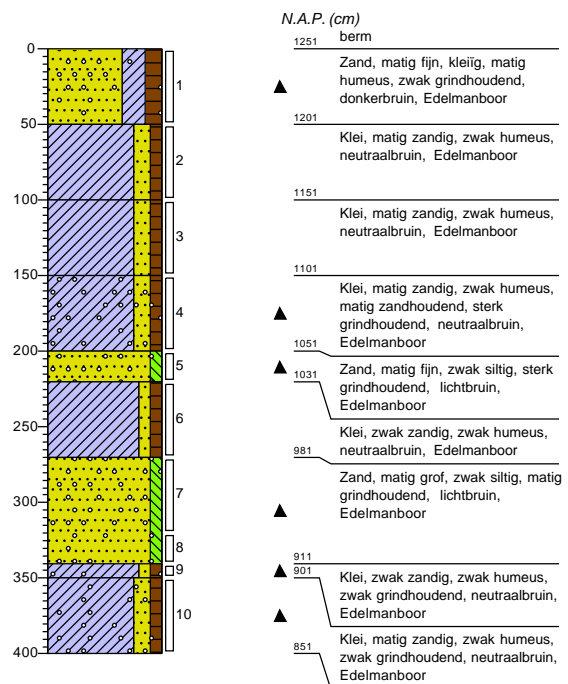 N.A.P. (cm)
0
50
100
150
200
250
300
350
400
1
2
3
4
5
6
7
8
9
10
1251 berm
Zand, matig fijn, kleiïg, matig
humeus, zwak grindhoudend,
donkerbruin, Edelmanboor
1201
Klei, matig zandig, zwak humeus,
neutraalbruin, Edelmanboor
1151
Klei, matig zandig, zwak humeus,
neutraalbruin, Edelmanboor
1101
Klei, matig zandig, zwak humeus,
matig zandhoudend, sterk
grindhoudend, neutraalbruin,
Edelmanboor
1051
Zand, matig fijn, zwak siltig, sterk
grindhoudend, lichtbruin,
Edelmanboor
1031
Klei, zwak zandig, zwak humeus,
neutraalbruin, Edelmanboor
981
Zand, matig grof, zwak siltig, matig
grindhoudend, lichtbruin,
Edelmanboor
911
901
Klei, zwak zandig, zwak humeus,
zwak grindhoudend, neutraalbruin,
Edelmanboor
851
Klei, matig zandig, zwak humeus,
zwak grindhoudend, neutraalbruin,
Edelmanboor